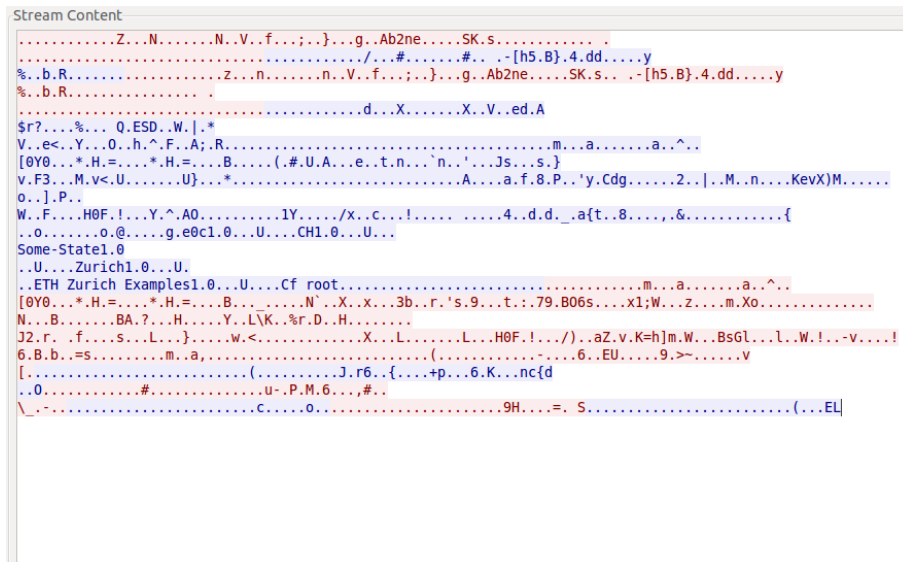 Stream Content
............Z...N.......N..V..f...;..}...g..Ab2ne.....SK.s............. .
............................................./...#.......#.. .-[h5.B}.4.dd.....y
%..b.R......................z...n.......n..V..f...;..}...g..Ab2ne.....SK.s.. .-[h5.B}.4.dd.....y
%..b.R................ .
.............................................d...X.......X..V..ed.A
$r?....%... Q.ESD..W.|.*
V..e<..Y...O..h.^.F..A;.R...........................................m...a.......a..^..
[0Y0...*.H.=....*.H.=....B.....(.#.U.A...e..t.n...`n..'...Js...s.}
v.F3...M.v<.U.......U}...*..............................A....a.f.8.P..'y.Cdg......2..|..M..n....KevX)M......
o..].P..
W..F....H0F.!...Y.^.AO..........1Y...../x..c...!..... .....4..d.d._.a{t..8....,.&............{
..o.......o.@.....g.e0c1.0...U....CH1.0...U...
Some-State1.0
..U....Zurich1.0...U.
..ETH Zurich Examples1.0...U....Cf root........................................m...a.......a..^..
[0Y0...*.H.=....*.H.=....B..._.....N`..X..x...3b..r.'s.9...t.:.79.BO6s....x1;W...z....m.Xo..............
N...B.......BA.?...H.....Y..L\K..%r.D..H........
J2.r. .f....s...L...}.....w.<.............X...L........L...H0F.!.../)..aZ.v.K=h]m.W...BsGl...l..W.!..-v....!
6.B.b..=s..........m..a,.............................(.............-....6..EU.....9.>~......v
[.............................(..........J.r6..{....+p...6.K...nc{d
..O............#..............u-.P.M.6...,#..
\_.-..........................c.....o.......................9H....=. S...........................(...EL